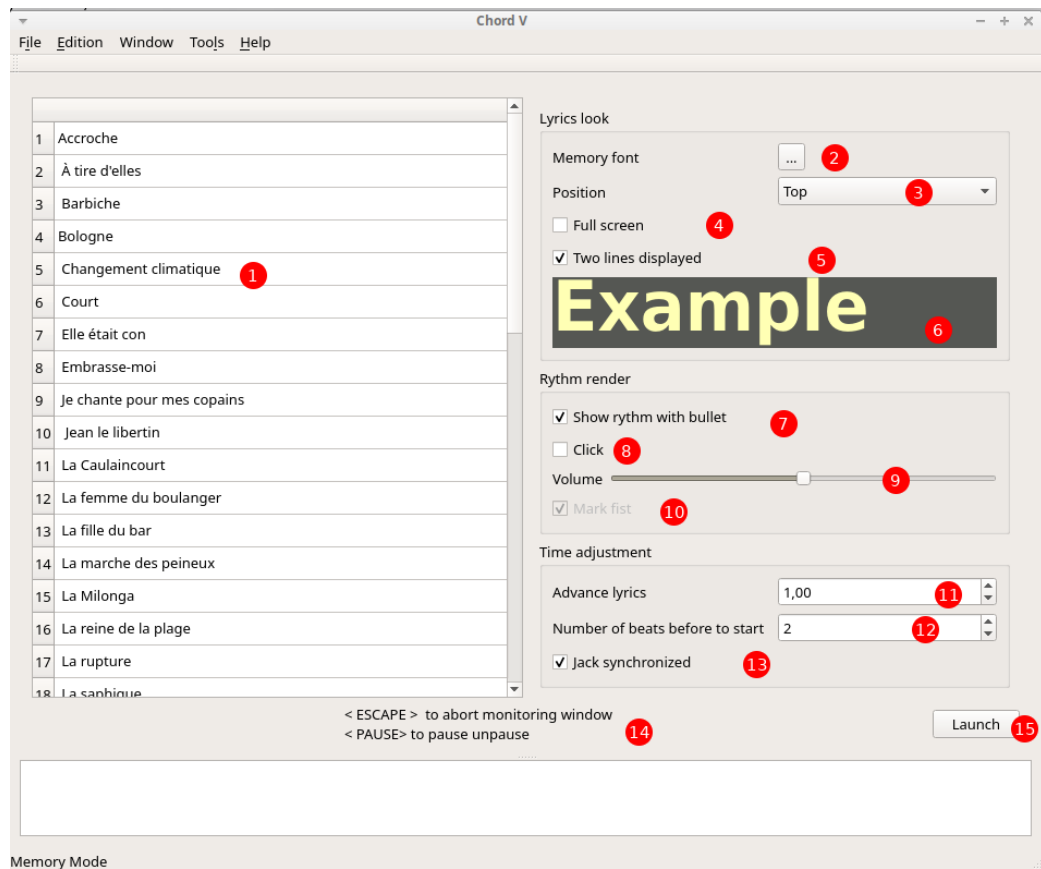 Chord V
File Edition Window Tools Help
1 Accroche
2 À tire d'elles
3 Barbiche
4 Bologne
5 Changement climatique 1
6 Court
7 Elle était con
8 Embrasse-moi
9 Je chante pour mes copains
10 Jean le libertin
11 La Caulaincourt
12 La femme du boulanger
13 La fille du bar
14 La marche des peineux
15 La Milonga
16 La reine de la plage
17 La rupture
18 La saphique
Lyrics look
Memory font ... 2
Position Top 3
Full screen 4
Two lines displayed 5
Example 6
Rythm render
Show rythm with bullet 7
Click 8
Volume 9
Mark fist 10
Time adjustment
Advance lyrics 1,00 11
Number of beats before to start 2 12
Jack synchronized 13
< ESCAPE > to abort monitoring window
< PAUSE> to pause unpause 14
Launch 15
Memory Mode